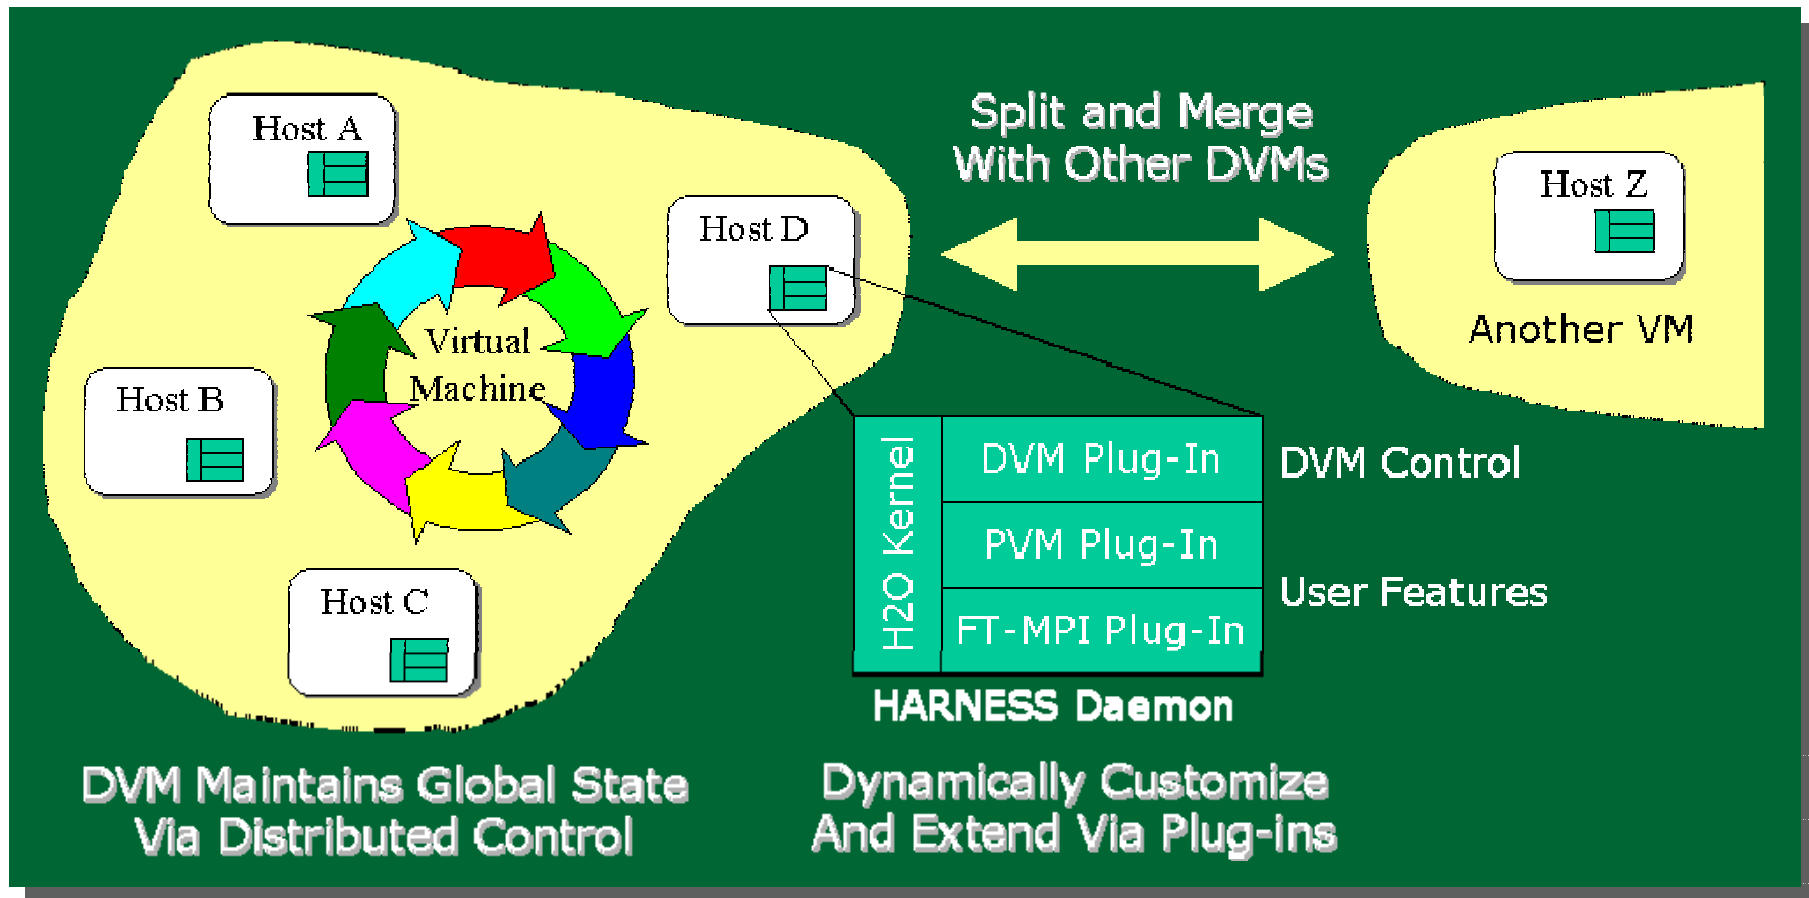 Host A
Split and Merge
With Other DVMs
Host Z
Host D
Another VM
Virtual
Machine
Host B
H2O Kernel
DVM Plug-In
DVM Control
PVM Plug-In
User Features
FT-MPI Plug-In
Host C
HARNESS Daemon
DVM Maintains Global State
Via Distributed Control
Dynamically Customize
And Extend Via Plug-ins